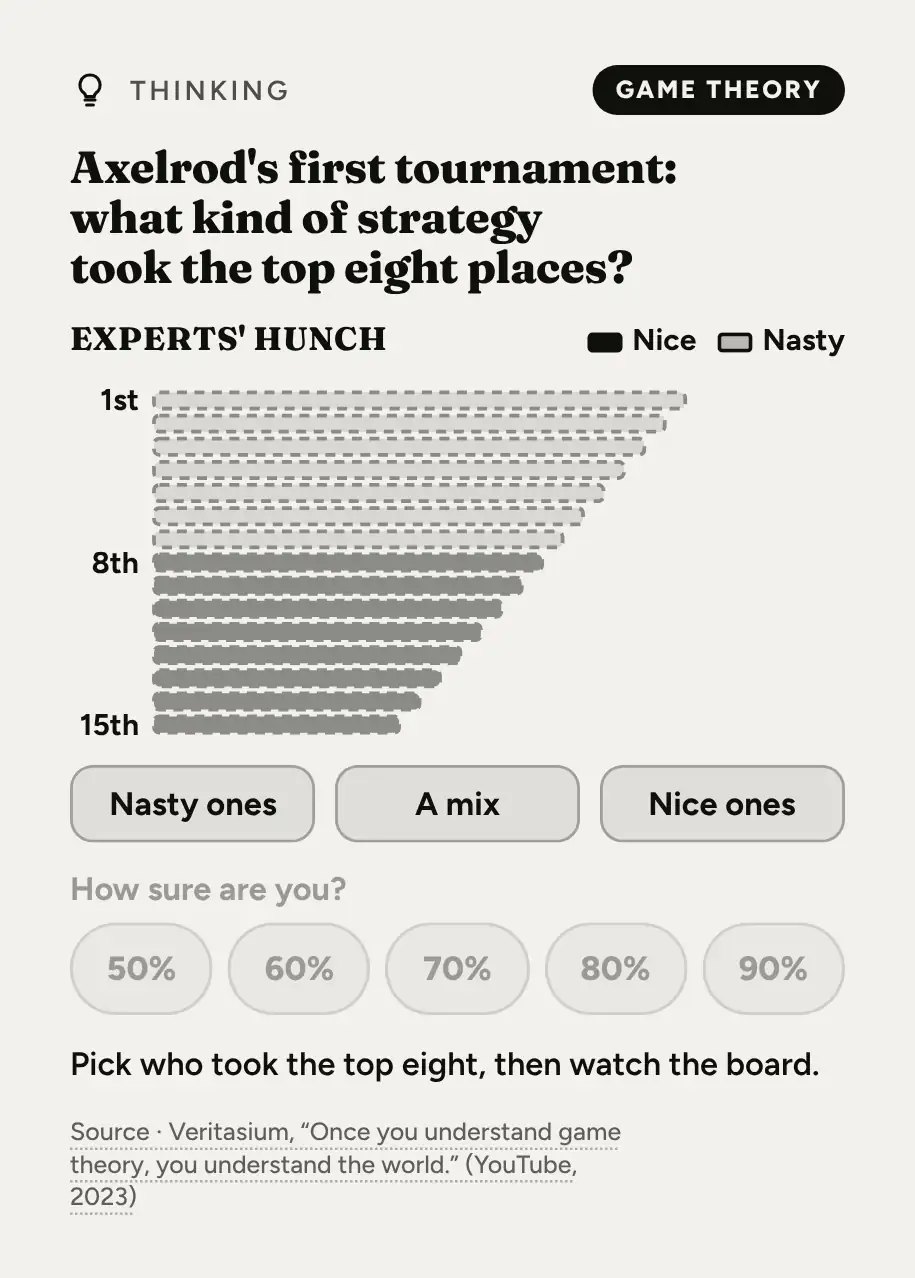 THINKING
GAME THEORY
Axelrod's first tournament:
what kind of strategy
took the top eight places?
EXPERTS' HUNCH
Nice
Nasty
1st
8th
15th
Nasty ones
A mix
Nice ones
How sure are you?
50%
60%
70%
80%
90%
Pick who took the top eight, then watch the board.
Source · Veritasium, “Once you understand game
theory, you understand the world.” (YouTube,
2023)